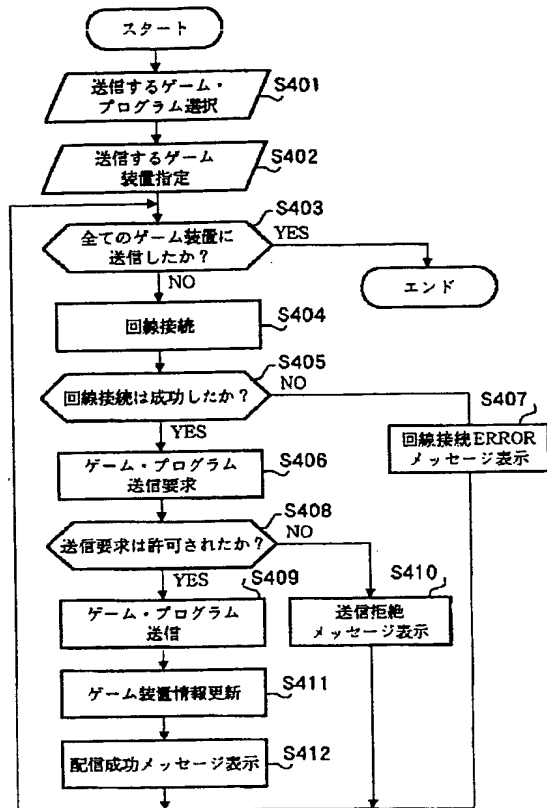 スタート
送信するゲーム・
プログラム選択
S401
送信するゲーム
装置指定
S402
S403
全てのゲーム装置に
送信したか？
YES
エンド
NO
回線接続
S404
S405
回線接続は成功したか？
NO
S407
回線接続ERROR
メッセージ表示
YES
ゲーム・プログラム
送信要求
S406
S408
送信要求は許可されたか？
NO
S410
送信拒絶
メッセージ表示
YES
S409
ゲーム・プログラム
送信
ゲーム装置情報更新
S411
配信成功メッセージ表示
S412